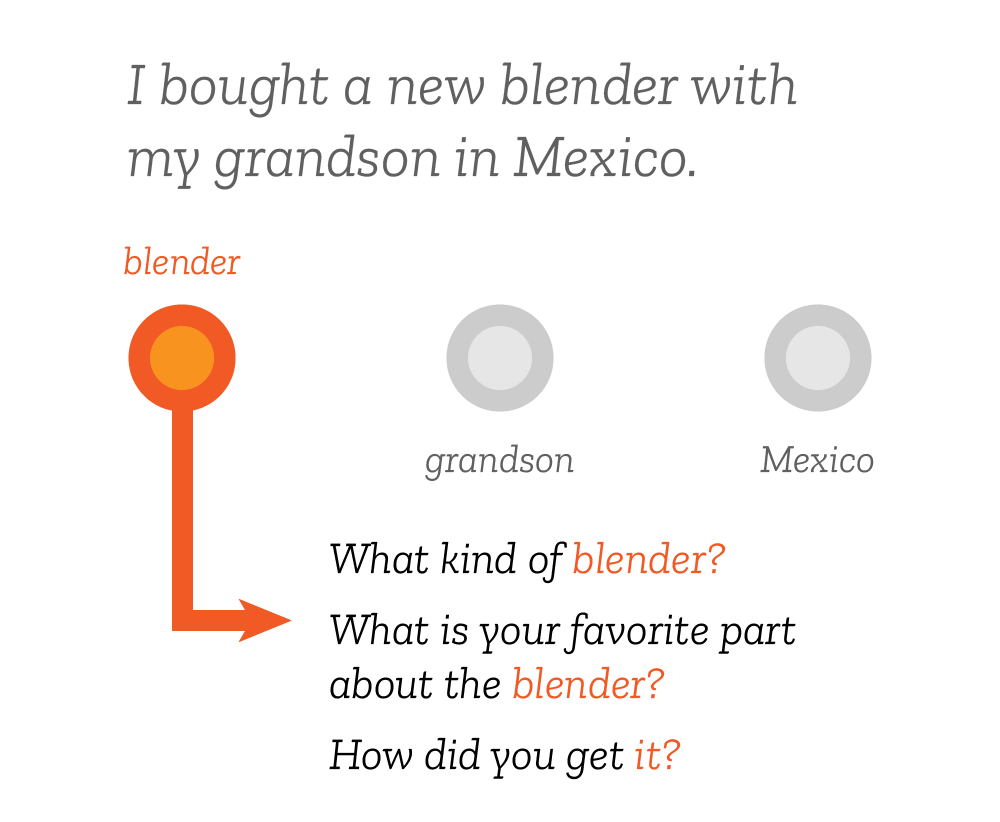 I bought a new blender with
my grandson in Mexico.
blender
grandson
Mexico
What kind of blender?
What is your favorite part
about the blender?
How did you get it?